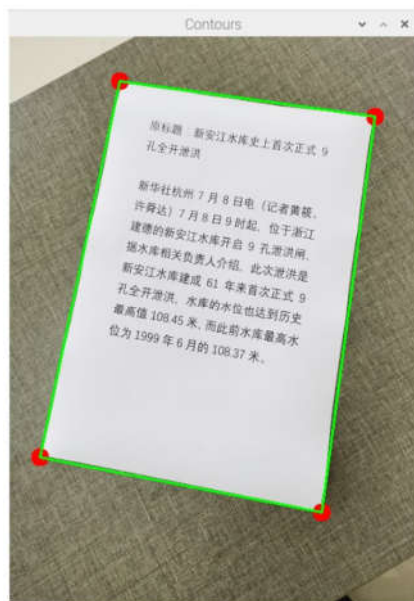 Contours
原标题：新安江水库史上首次正式 9
孔全开泄洪
新华社杭州 7 月 8 日电（记者黄筱、
许舜达）7 月 8 日 9 时起，位于浙江
建德的新安江水库开启 9 孔泄洪闸，
据水库相关负责人介绍，此次泄洪是
新安江水库建成 61 年来首次正式 9
孔全开泄洪，水库的水位也达到历史
最高值 108.45 米，而此前水库最高水
位为 1999 年 6 月的 108.37 米。